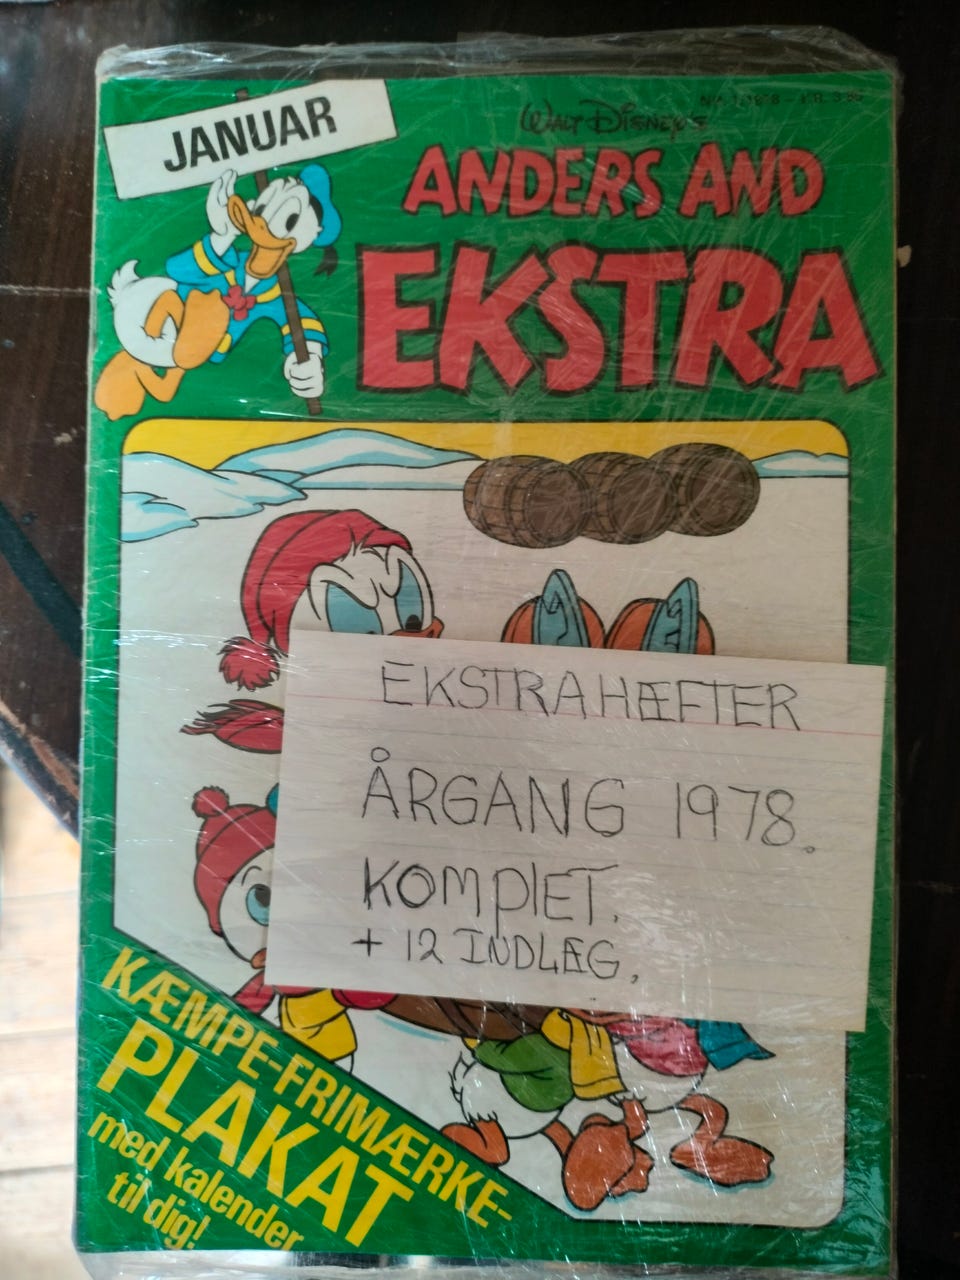 JANUAR
WALT DISNEY'S
ANDERS AND
EKSTRA
EKSTRAHÆFTER
ÅRGANG 1978.
KOMPLET.
+ 12 INDLÆG.
KÆMPE-FRIMÆRKE-
PLAKAT
med kalender
til dig!